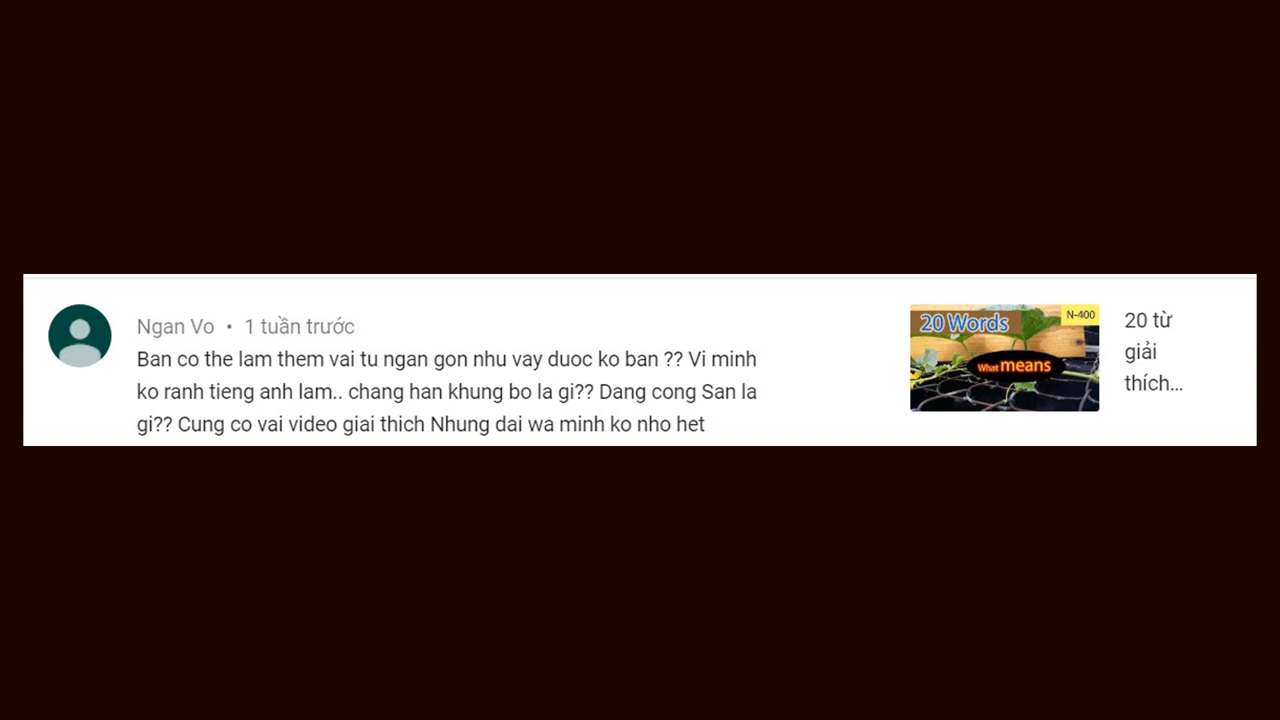 Ngan Vo • 1 tuần trước
Ban co the lam them vai tu ngan gon nhu vay duoc ko ban ?? Vi minh
ko ranh tieng anh lam.. chang han khung bo la gi?? Dang cong San la
gi?? Cung co vai video giai thich Nhung dai wa minh ko nho het
20 Words
N-400
What means
20 từ
giải
thích...